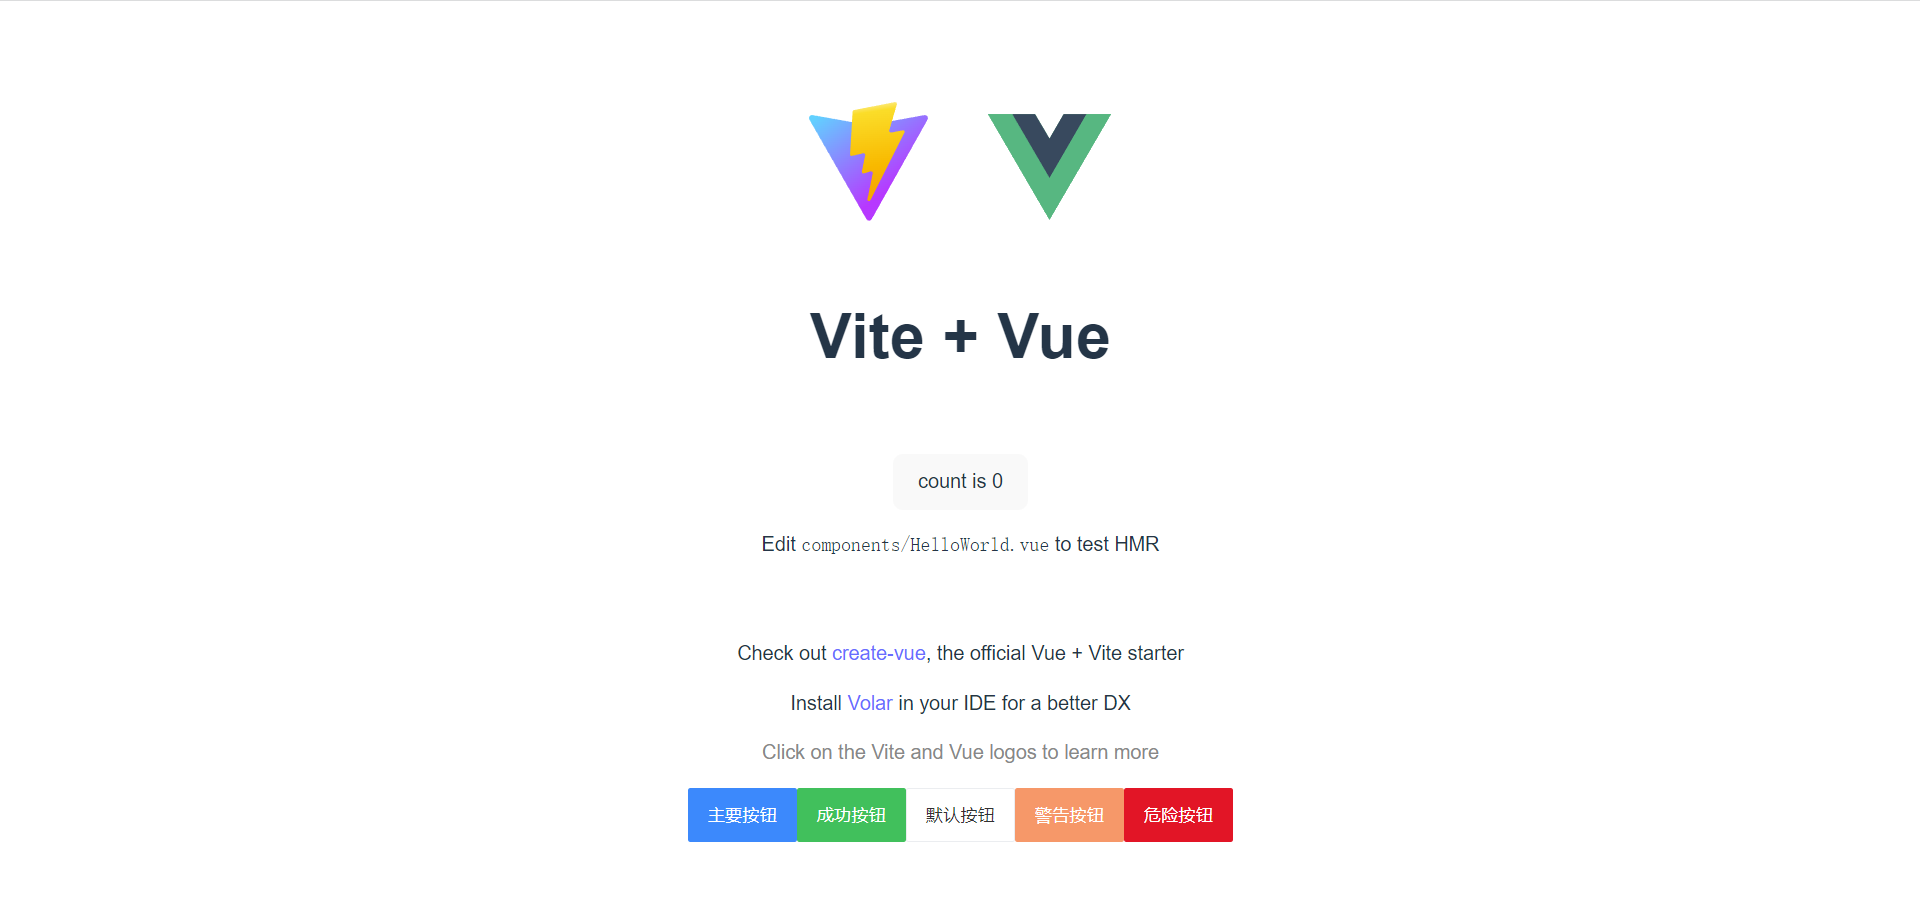 Vite + Vue
count is 0
Edit components/HelloWorld.vue to test HMR
Check out create-vue, the official Vue + Vite starter
Install Volar in your IDE for a better DX
Click on the Vite and Vue logos to learn more
主要按钮 成功按钮 默认按钮 警告按钮 危险按钮